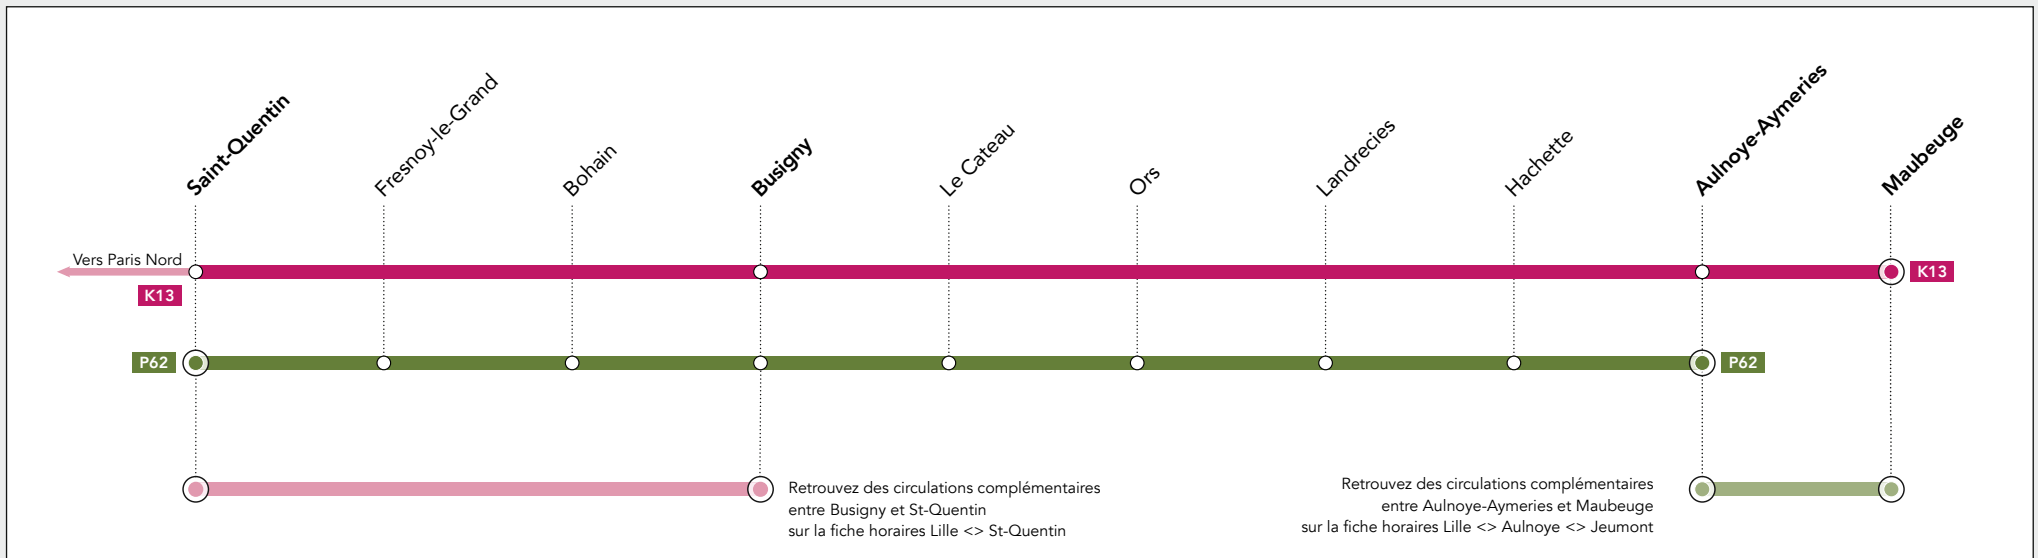 Saint-Quentin
Fresnoy-le-Grand
Bohain
Busigny
Le Cateau
Ors
Landrecies
Hachette
Aulnoye-Aymeries
Maubeuge
Vers Paris Nord
K13
K13
P62
P62
Retrouvez des circulations complémentaires
entre Busigny et St-Quentin
sur la fiche horaires Lille <> St-Quentin
Retrouvez des circulations complémentaires
entre Aulnoye-Aymeries et Maubeuge
sur la fiche horaires Lille <> Aulnoye <> Jeumont